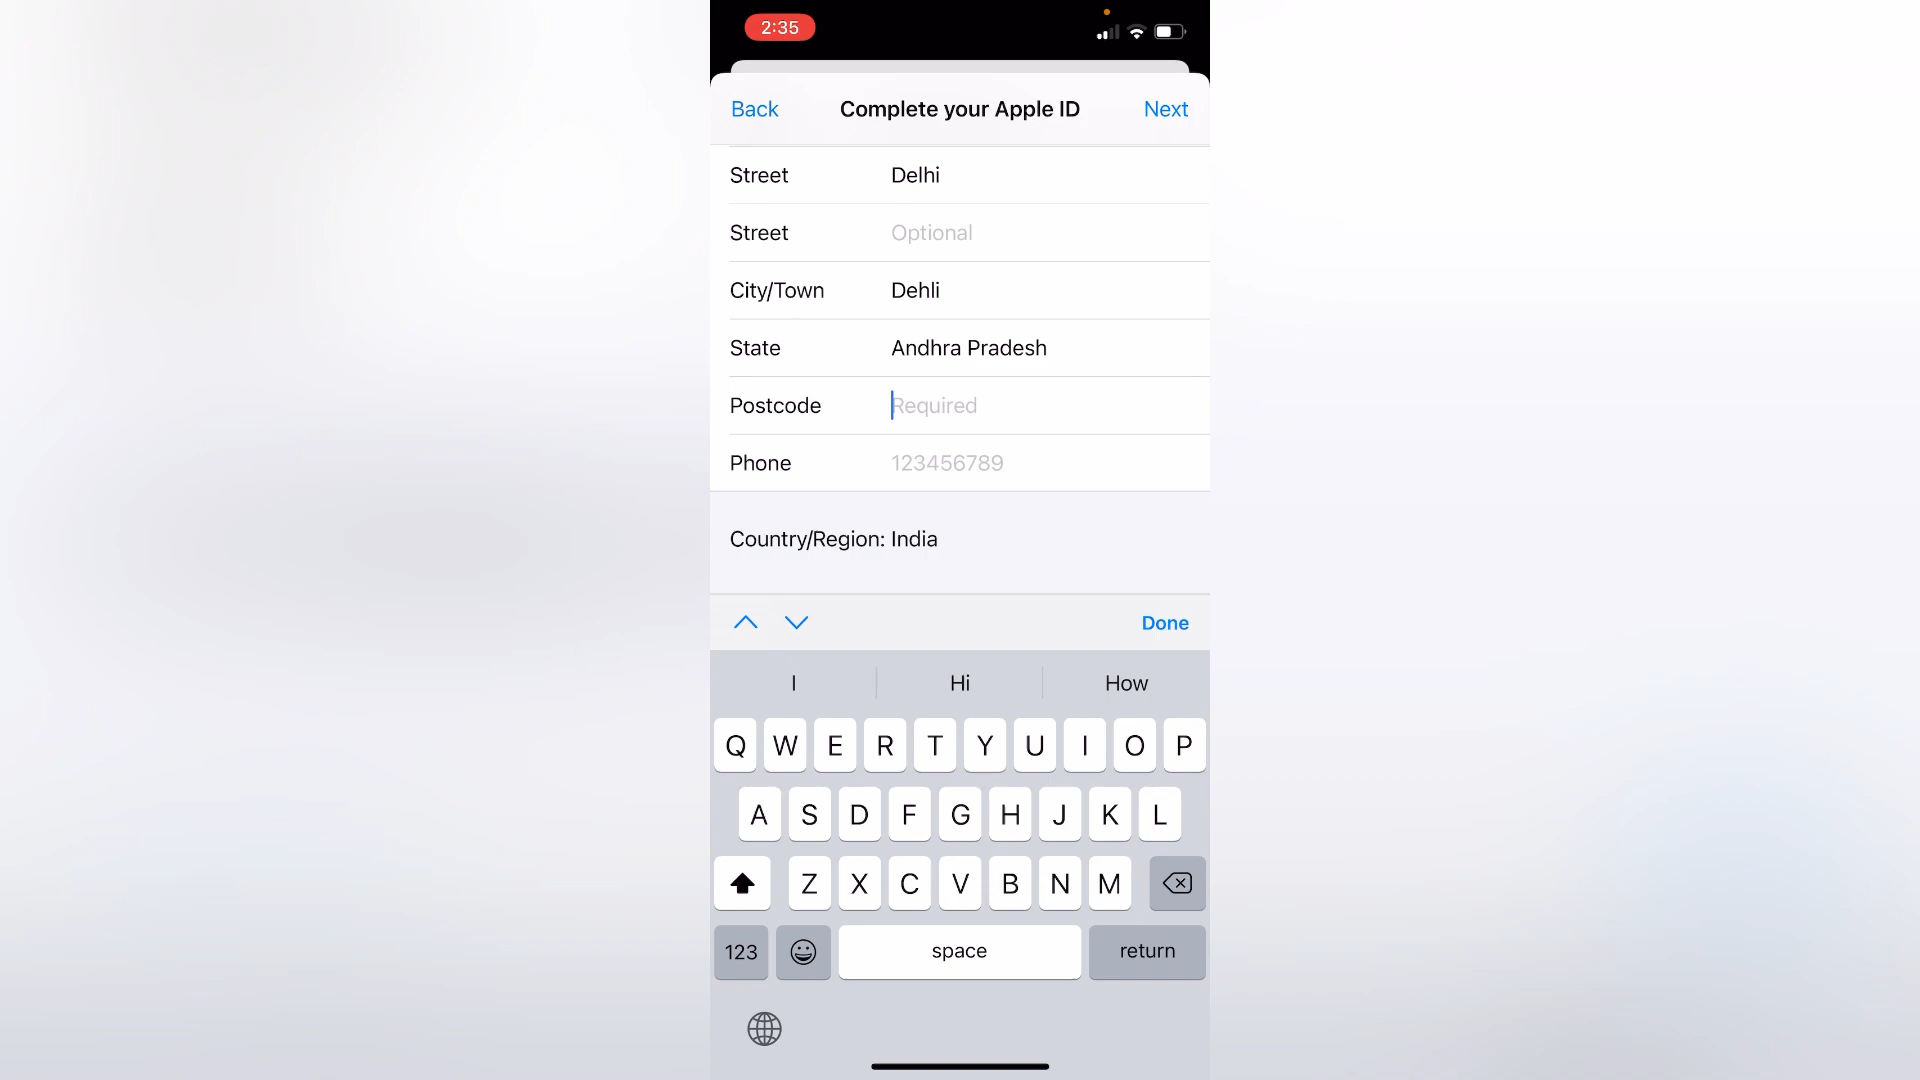 2:35
Back Complete your Apple ID Next
Street Delhi
Street Optional
City/Town Dehli
State Andhra Pradesh
Postcode Required
Phone 123456789
Country/Region: India
Done
I Hi How
Q W E R T Y U I O P
A S D F G H J K L
Z X C V B N M
123 space return